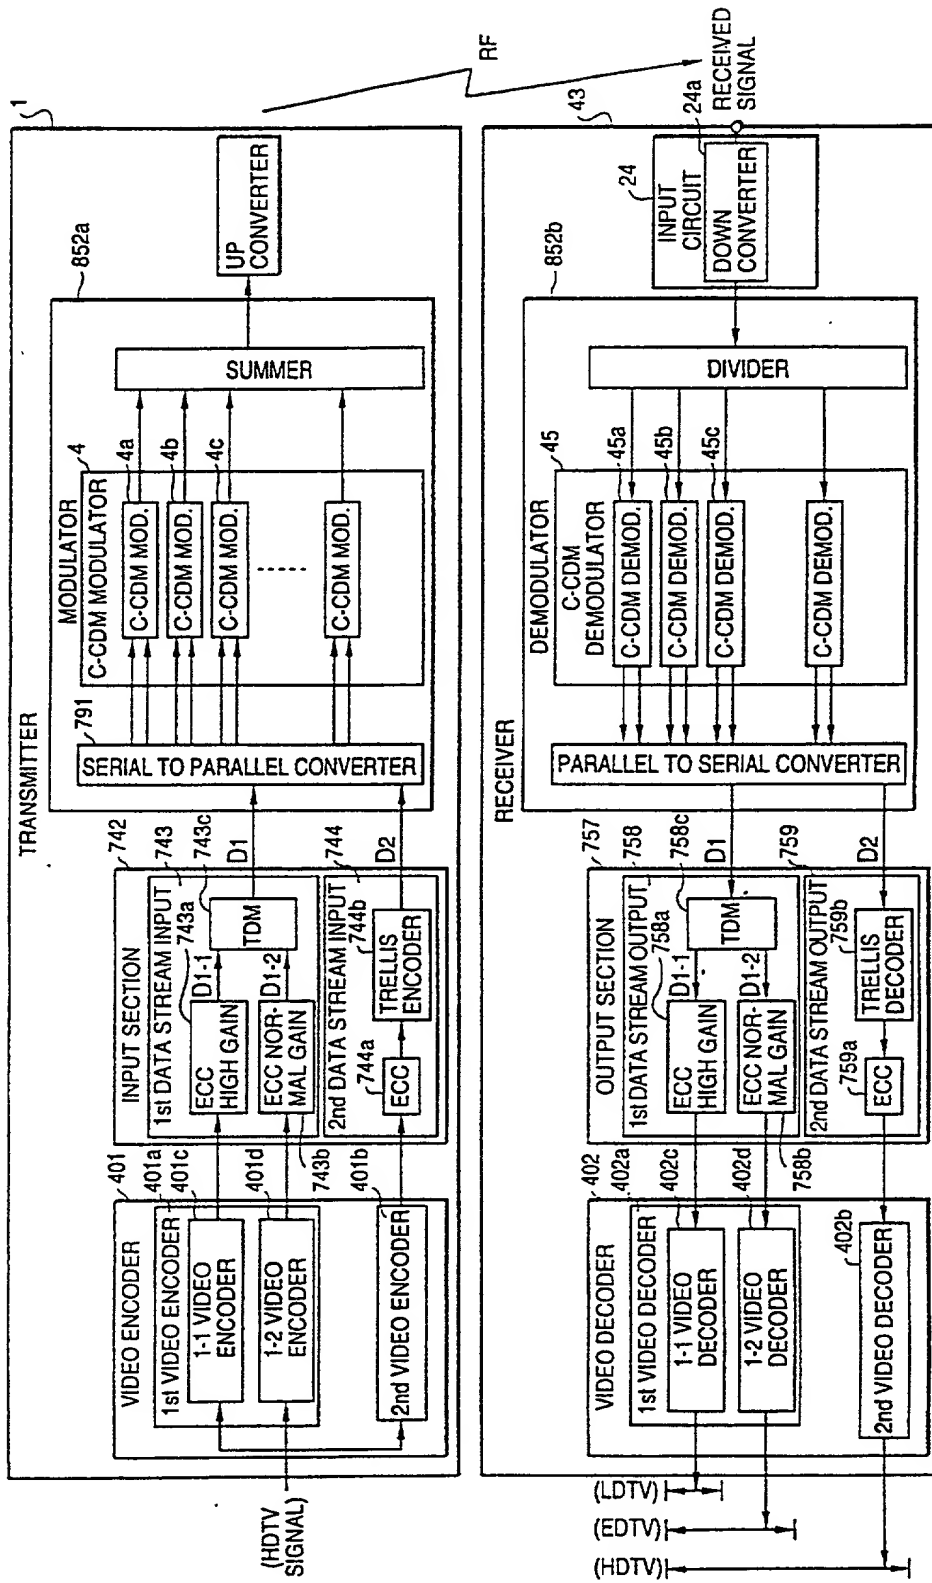 TRANSMITTER
1
VIDEO ENCODER
401
1st VIDEO ENCODER
401a
401c
1-1 VIDEO
ENCODER
401d
1-2 VIDEO
ENCODER
401b
2nd VIDEO ENCODER
(HDTV
SIGNAL)
INPUT SECTION
742
1st DATA STREAM INPUT
743
743a
743c
ECC
HIGH GAIN
D1-1
TDM
D1-2
ECC NOR-
MAL GAIN
743b
2nd DATA STREAM INPUT
744
744a
744b
ECC
TRELLIS
ENCODER
D1
D2
MODULATOR
852a
791
SERIAL TO PARALLEL CONVERTER
C-CDM MODULATOR
4
C-CDM MOD.
4a
C-CDM MOD.
4b
C-CDM MOD.
4c
C-CDM MOD.
SUMMER
UP
CONVERTER
RF
RECEIVED
SIGNAL
RECEIVER
43
INPUT
CIRCUIT
24
24a
DOWN
CONVERTER
DEMODULATOR
852b
DIVIDER
C-CDM
DEMODULATOR
45
C-CDM DEMOD.
45a
C-CDM DEMOD.
45b
C-CDM DEMOD.
45c
C-CDM DEMOD.
PARALLEL TO SERIAL CONVERTER
D1
D2
OUTPUT SECTION
757
1st DATA STREAM OUTPUT
758
758a
758c
TDM
D1-1
D1-2
ECC
HIGH GAIN
ECC NOR-
MAL GAIN
758b
2nd DATA STREAM OUTPUT
759
759a
759b
TRELLIS
DECODER
ECC
VIDEO DECODER
402
1st VIDEO DECODER
402a
402c
1-1 VIDEO
DECODER
402d
1-2 VIDEO
DECODER
402b
2nd VIDEO DECODER
(LDTV)
(EDTV)
(HDTV)